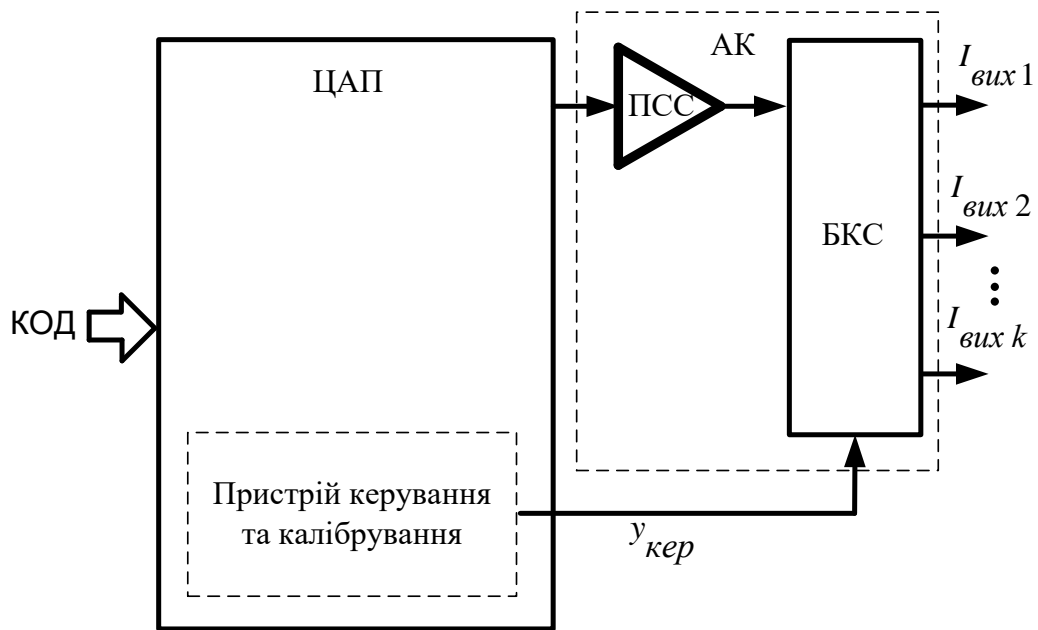 ЦАП
АК
ПСС
I вих 1
I вих 2
БКС
...
I вих k
КОД
Пристрій керування
та калібрування
y кер